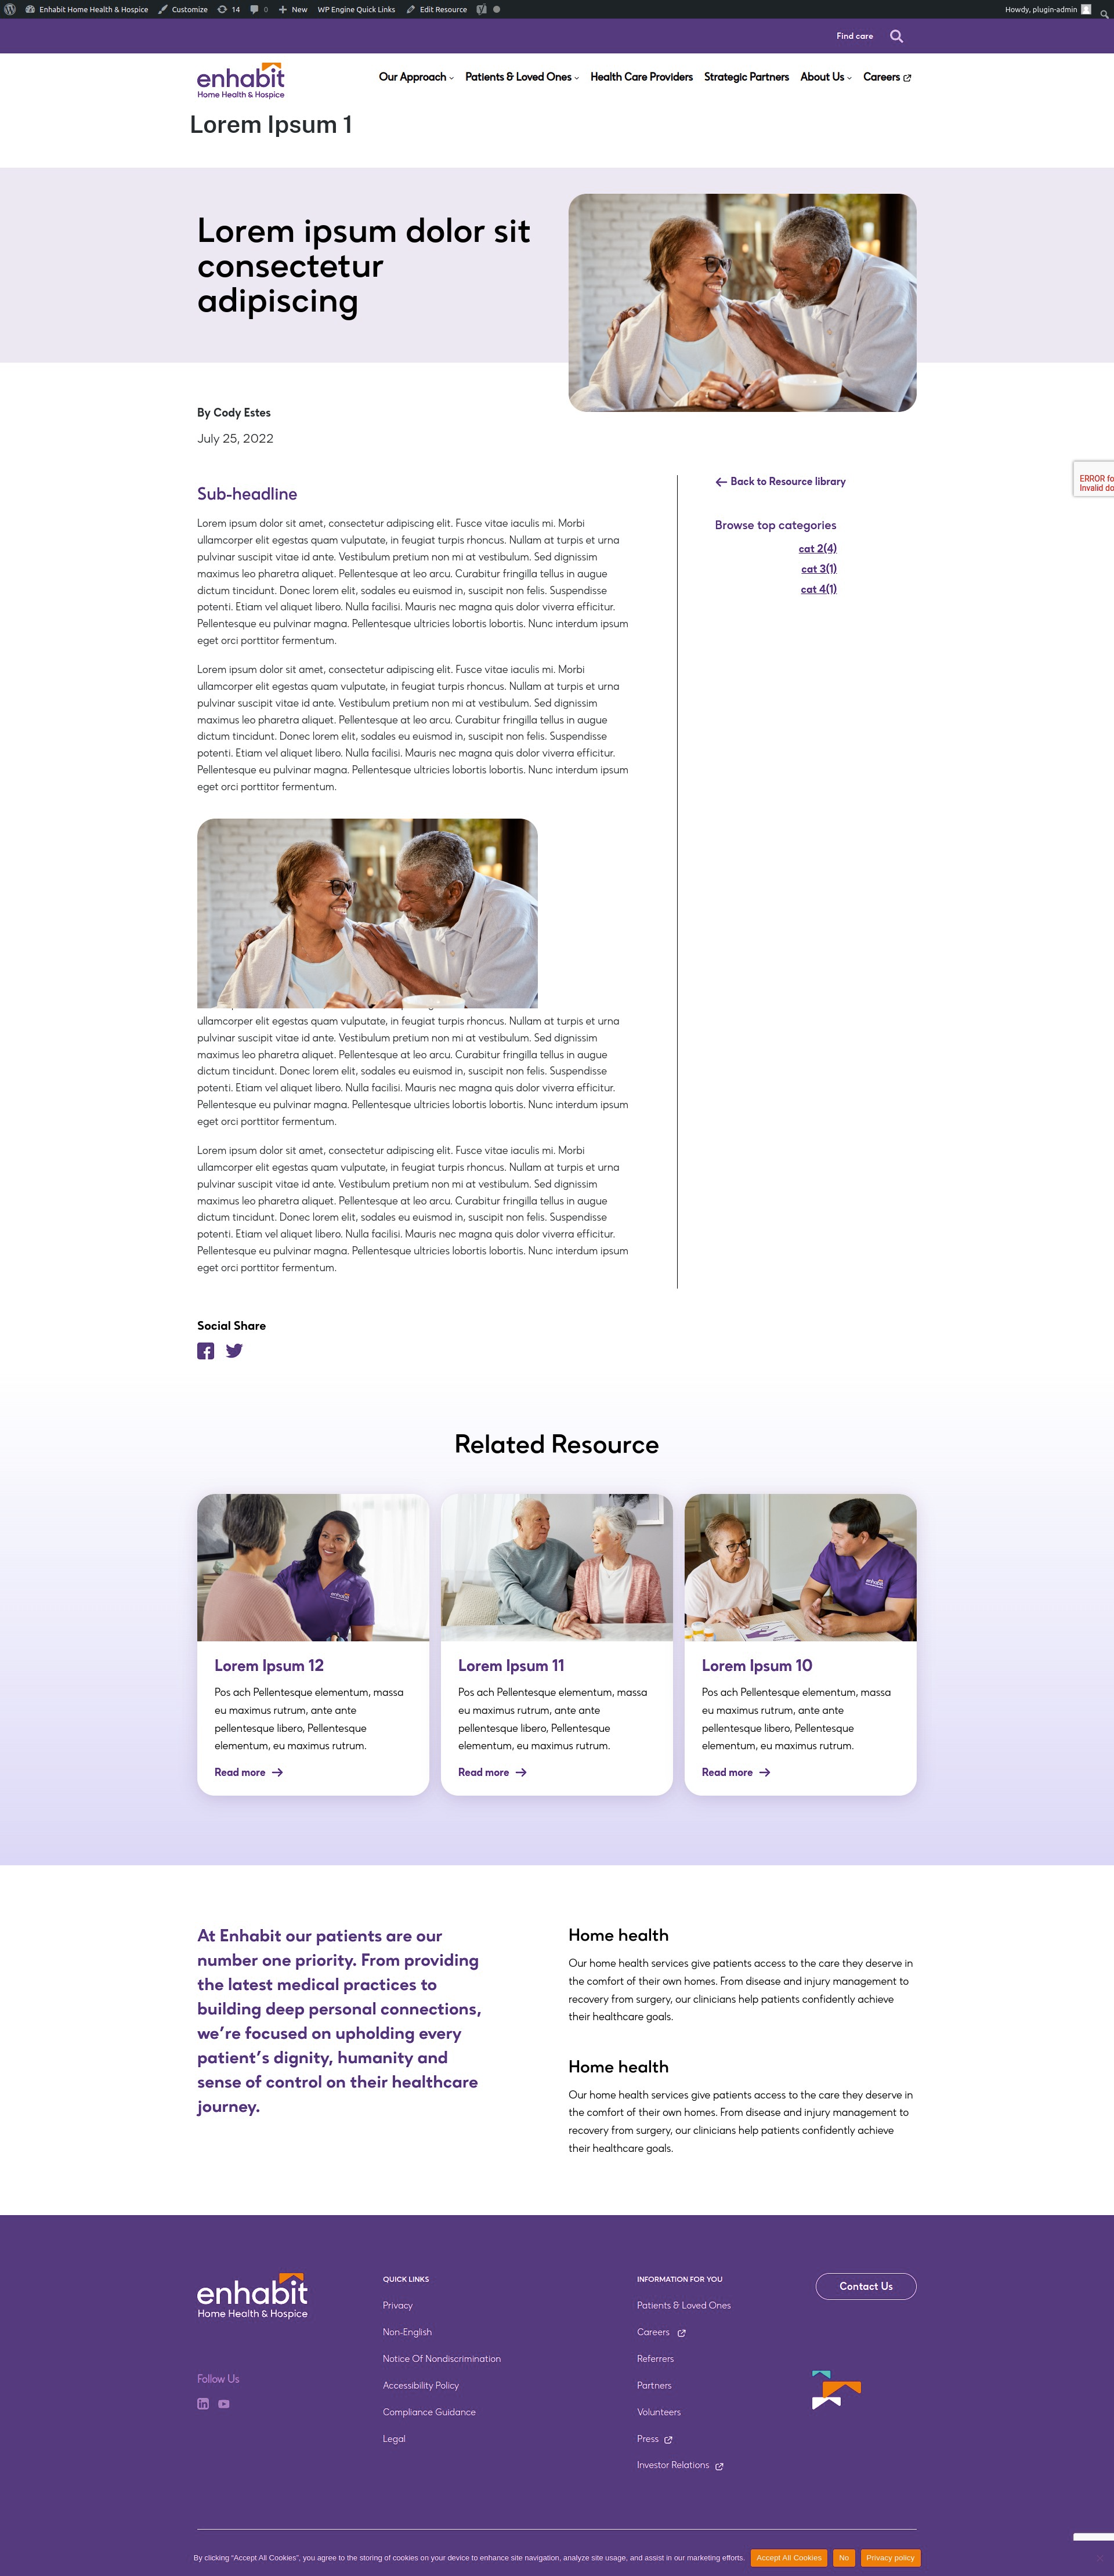 Enhabit Home Health & Hospice Customize 14 0 New WP Engine Quick Links Edit Resource Howdy, plugin-admin
Find care
enhabit
Home Health & Hospice
Our Approach Patients & Loved Ones Health Care Providers Strategic Partners About Us Careers
Lorem Ipsum 1
Lorem ipsum dolor sit
consectetur
adipiscing
By Cody Estes
July 25, 2022
ERROR fo
Invalid do
Sub-headline
Lorem ipsum dolor sit amet, consectetur adipiscing elit. Fusce vitae iaculis mi. Morbi
ullamcorper elit egestas quam vulputate, in feugiat turpis rhoncus. Nullam at turpis et urna
pulvinar suscipit vitae id ante. Vestibulum pretium non mi at vestibulum. Sed dignissim
maximus leo pharetra aliquet. Pellentesque at leo arcu. Curabitur fringilla tellus in augue
dictum tincidunt. Donec lorem elit, sodales eu euismod in, suscipit non felis. Suspendisse
potenti. Etiam vel aliquet libero. Nulla facilisi. Mauris nec magna quis dolor viverra efficitur.
Pellentesque eu pulvinar magna. Pellentesque ultricies lobortis lobortis. Nunc interdum ipsum
eget orci porttitor fermentum.
Lorem ipsum dolor sit amet, consectetur adipiscing elit. Fusce vitae iaculis mi. Morbi
ullamcorper elit egestas quam vulputate, in feugiat turpis rhoncus. Nullam at turpis et urna
pulvinar suscipit vitae id ante. Vestibulum pretium non mi at vestibulum. Sed dignissim
maximus leo pharetra aliquet. Pellentesque at leo arcu. Curabitur fringilla tellus in augue
dictum tincidunt. Donec lorem elit, sodales eu euismod in, suscipit non felis. Suspendisse
potenti. Etiam vel aliquet libero. Nulla facilisi. Mauris nec magna quis dolor viverra efficitur.
Pellentesque eu pulvinar magna. Pellentesque ultricies lobortis lobortis. Nunc interdum ipsum
eget orci porttitor fermentum.
ullamcorper elit egestas quam vulputate, in feugiat turpis rhoncus. Nullam at turpis et urna
pulvinar suscipit vitae id ante. Vestibulum pretium non mi at vestibulum. Sed dignissim
maximus leo pharetra aliquet. Pellentesque at leo arcu. Curabitur fringilla tellus in augue
dictum tincidunt. Donec lorem elit, sodales eu euismod in, suscipit non felis. Suspendisse
potenti. Etiam vel aliquet libero. Nulla facilisi. Mauris nec magna quis dolor viverra efficitur.
Pellentesque eu pulvinar magna. Pellentesque ultricies lobortis lobortis. Nunc interdum ipsum
eget orci porttitor fermentum.
Lorem ipsum dolor sit amet, consectetur adipiscing elit. Fusce vitae iaculis mi. Morbi
ullamcorper elit egestas quam vulputate, in feugiat turpis rhoncus. Nullam at turpis et urna
pulvinar suscipit vitae id ante. Vestibulum pretium non mi at vestibulum. Sed dignissim
maximus leo pharetra aliquet. Pellentesque at leo arcu. Curabitur fringilla tellus in augue
dictum tincidunt. Donec lorem elit, sodales eu euismod in, suscipit non felis. Suspendisse
potenti. Etiam vel aliquet libero. Nulla facilisi. Mauris nec magna quis dolor viverra efficitur.
Pellentesque eu pulvinar magna. Pellentesque ultricies lobortis lobortis. Nunc interdum ipsum
eget orci porttitor fermentum.
Back to Resource library
Browse top categories
cat 2(4)
cat 3(1)
cat 4(1)
Social Share
Related Resource
enhabit
enhabit
Lorem Ipsum 12
Pos ach Pellentesque elementum, massa
eu maximus rutrum, ante ante
pellentesque libero, Pellentesque
elementum, eu maximus rutrum.
Read more
Lorem Ipsum 11
Pos ach Pellentesque elementum, massa
eu maximus rutrum, ante ante
pellentesque libero, Pellentesque
elementum, eu maximus rutrum.
Read more
Lorem Ipsum 10
Pos ach Pellentesque elementum, massa
eu maximus rutrum, ante ante
pellentesque libero, Pellentesque
elementum, eu maximus rutrum.
Read more
At Enhabit our patients are our
number one priority. From providing
the latest medical practices to
building deep personal connections,
we're focused on upholding every
patient's dignity, humanity and
sense of control on their healthcare
journey.
Home health
Our home health services give patients access to the care they deserve in
the comfort of their own homes. From disease and injury management to
recovery from surgery, our clinicians help patients confidently achieve
their healthcare goals.
Home health
Our home health services give patients access to the care they deserve in
the comfort of their own homes. From disease and injury management to
recovery from surgery, our clinicians help patients confidently achieve
their healthcare goals.
enhabit
Home Health & Hospice
Follow Us
QUICK LINKS
Privacy
Non-English
Notice Of Nondiscrimination
Accessibility Policy
Compliance Guidance
Legal
INFORMATION FOR YOU
Patients & Loved Ones
Careers
Referrers
Partners
Volunteers
Press
Investor Relations
Contact Us
By clicking "Accept All Cookies", you agree to the storing of cookies on your device to enhance site navigation, analyze site usage, and assist in our marketing efforts. Accept All Cookies No Privacy policy